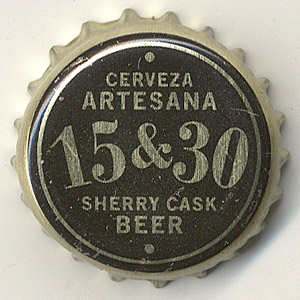 CERVEZA
ARTESANA
15&30
SHERRY CASK
BEER